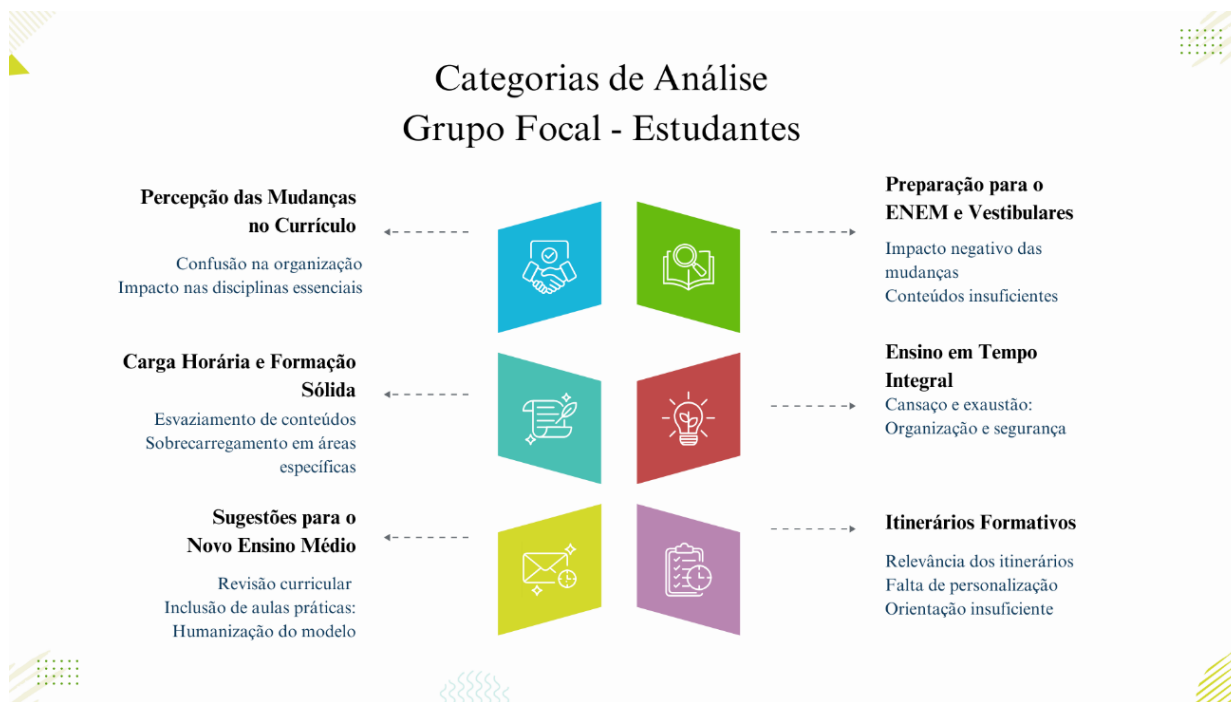 Categorias de Análise
Grupo Focal - Estudantes
Percepção das Mudanças
no Currículo
Confusão na organização
Impacto nas disciplinas essenciais
Carga Horária e Formação
Sólida
Esvaziamento de conteúdos
Sobrecarregamento em áreas
específicas
Sugestões para o
Novo Ensino Médio
Revisão curricular
Inclusão de aulas práticas:
Humanização do modelo
Preparação para o
ENEM e Vestibulares
Impacto negativo das
mudanças
Conteúdos insuficientes
Ensino em Tempo
Integral
Cansaço e exaustão:
Organização e segurança
Itinerários Formativos
Relevância dos itinerários
Falta de personalização
Orientação insuficiente